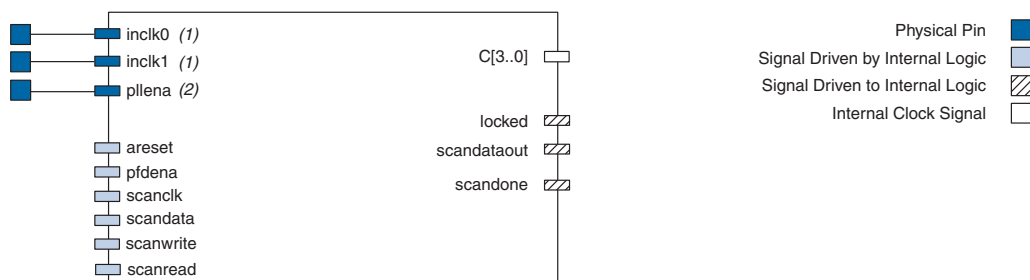 inclk0 (1)
inclk1 (1)
pllena (2)
areset
pfdena
scanclk
scandata
scanwrite
scanread
C[3..0]
locked
scandataout
scandone
Physical Pin
Signal Driven by Internal Logic
Signal Driven to Internal Logic
Internal Clock Signal